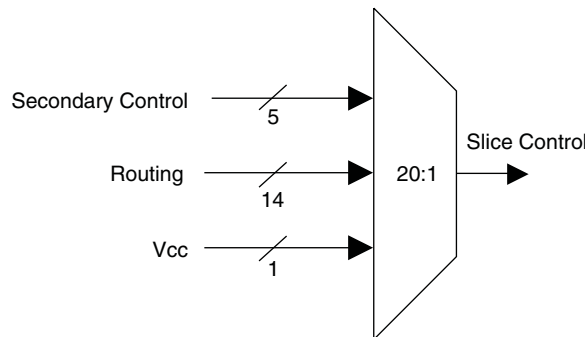 Secondary Control
5
Slice Control
Routing
14
20:1
Vcc
1